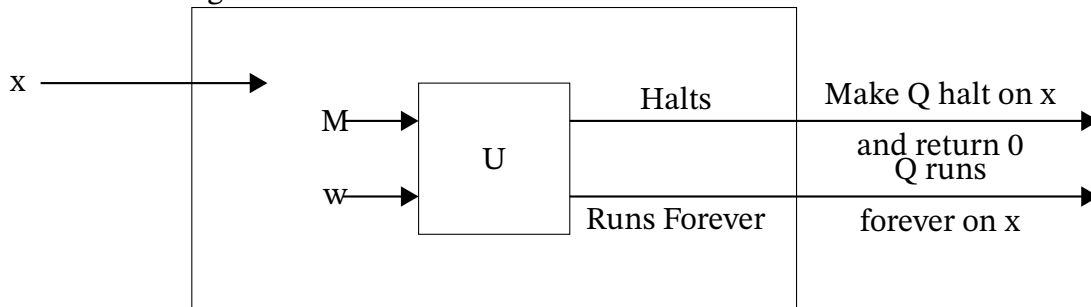 x
M
w
U
Halts
Runs Forever
Make Q halt on x
and return 0
Q runs
forever on x